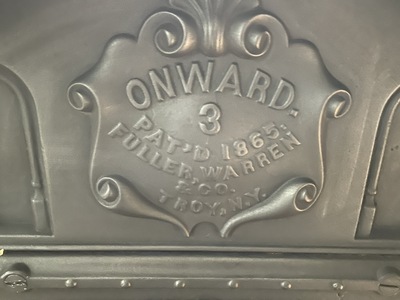 ONWARD.
3
PAT'D 1865.
FULLER, WARREN
& CO.
TROY, N.Y.